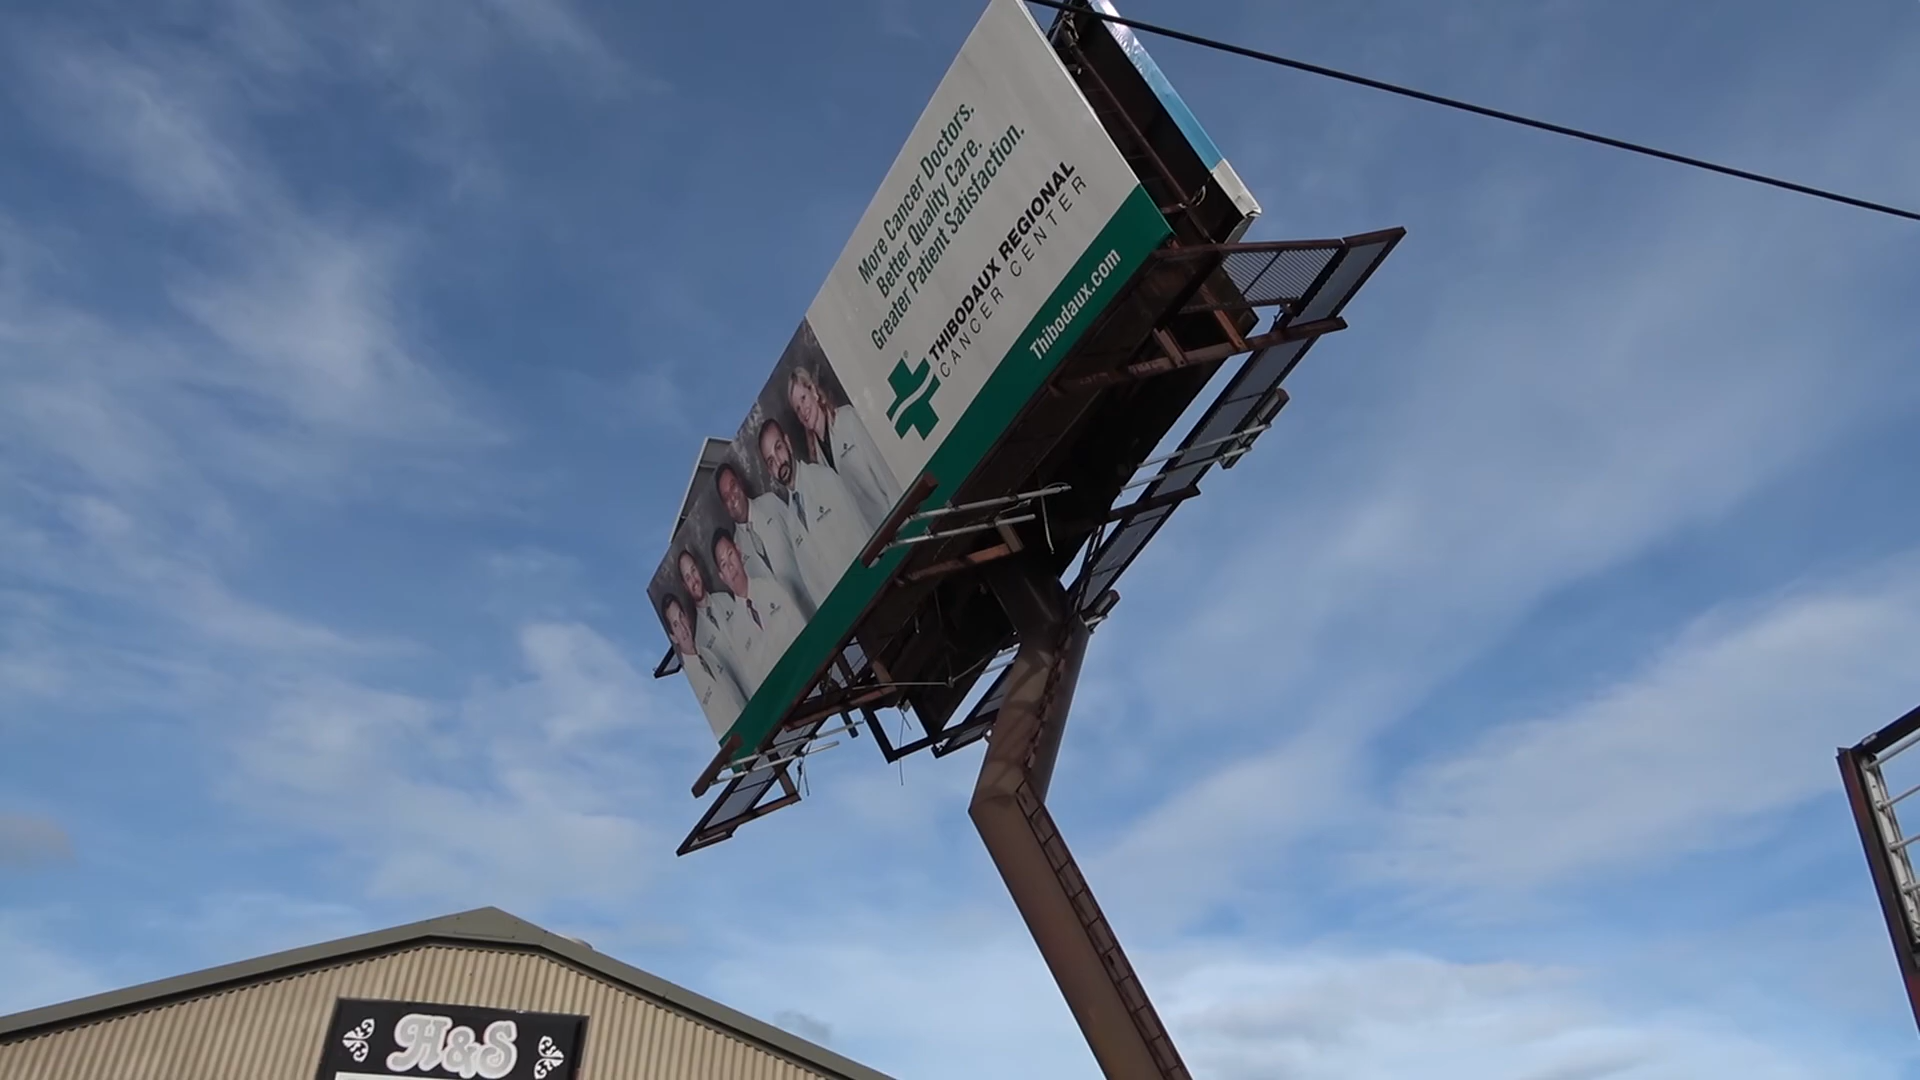 More Cancer Doctors.
Better Quality Care.
Greater Patient Satisfaction.
THIBODAUX REGIONAL
CANCER CENTER
Thibodaux.com
H&S